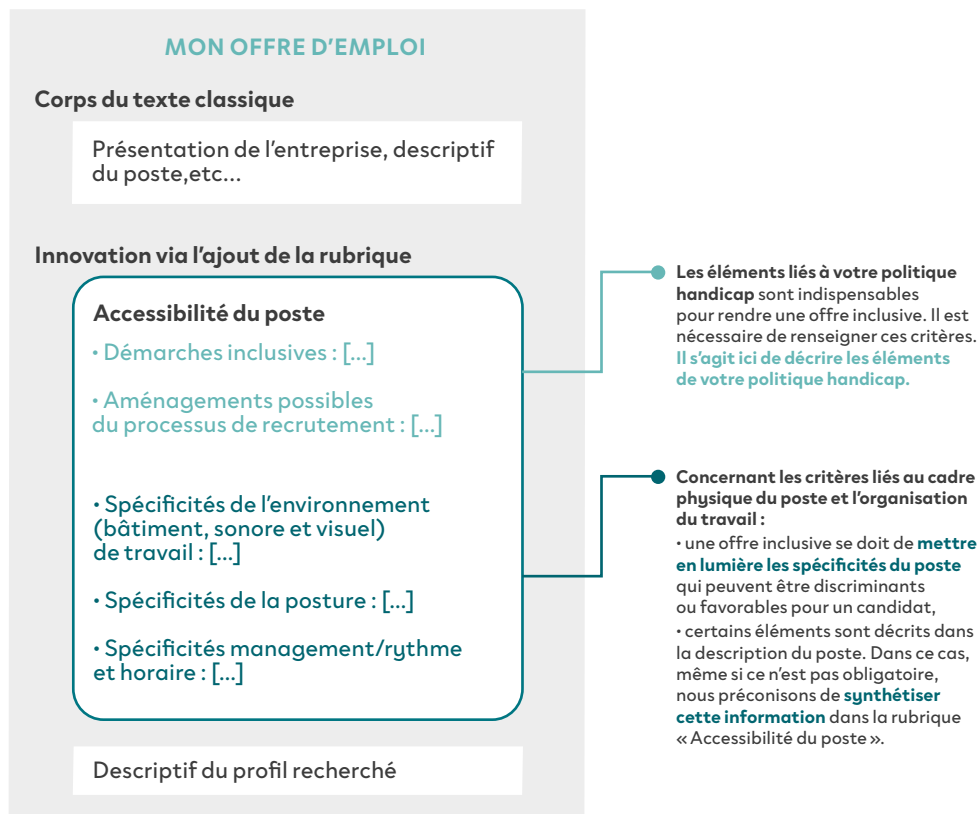 MON OFFRE D'EMPLOI
Corps du texte classique
Présentation de l'entreprise, descriptif
du poste,etc...
Innovation via l'ajout de la rubrique
Accessibilité du poste
• Démarches inclusives : [...]
• Aménagements possibles
du processus de recrutement : [...]
• Spécificités de l'environnement
(bâtiment, sonore et visuel)
de travail : [...]
• Spécificités de la posture : [...]
• Spécificités management/rythme
et horaire : [...]
Descriptif du profil recherché
Les éléments liés à votre politique
handicap sont indispensables
pour rendre une offre inclusive. Il est
nécessaire de renseigner ces critères.
Il s'agit ici de décrire les éléments
de votre politique handicap.
Concernant les critères liés au cadre
physique du poste et l'organisation
du travail :
• une offre inclusive se doit de mettre
en lumière les spécificités du poste
qui peuvent être discriminants
ou favorables pour un candidat,
• certains éléments sont décrits dans
la description du poste. Dans ce cas,
même si ce n'est pas obligatoire,
nous préconisons de synthétiser
cette information dans la rubrique
« Accessibilité du poste ».